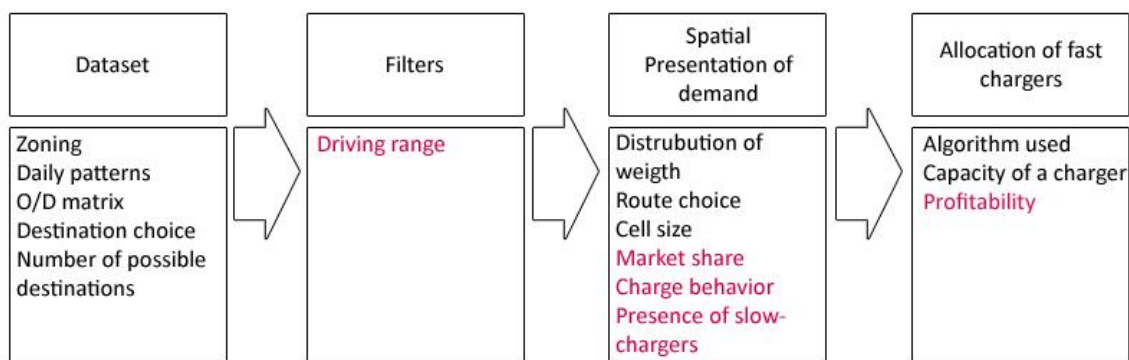 Dataset
Zoning
Daily patterns
O/D matrix
Destination choice
Number of possible
destinations
Filters
Driving range
Spatial
Presentation of
demand
Distrubution of
weigth
Route choice
Cell size
Market share
Charge behavior
Presence of slow-
chargers
Allocation of fast
chargers
Algorithm used
Capacity of a charger
Profitability